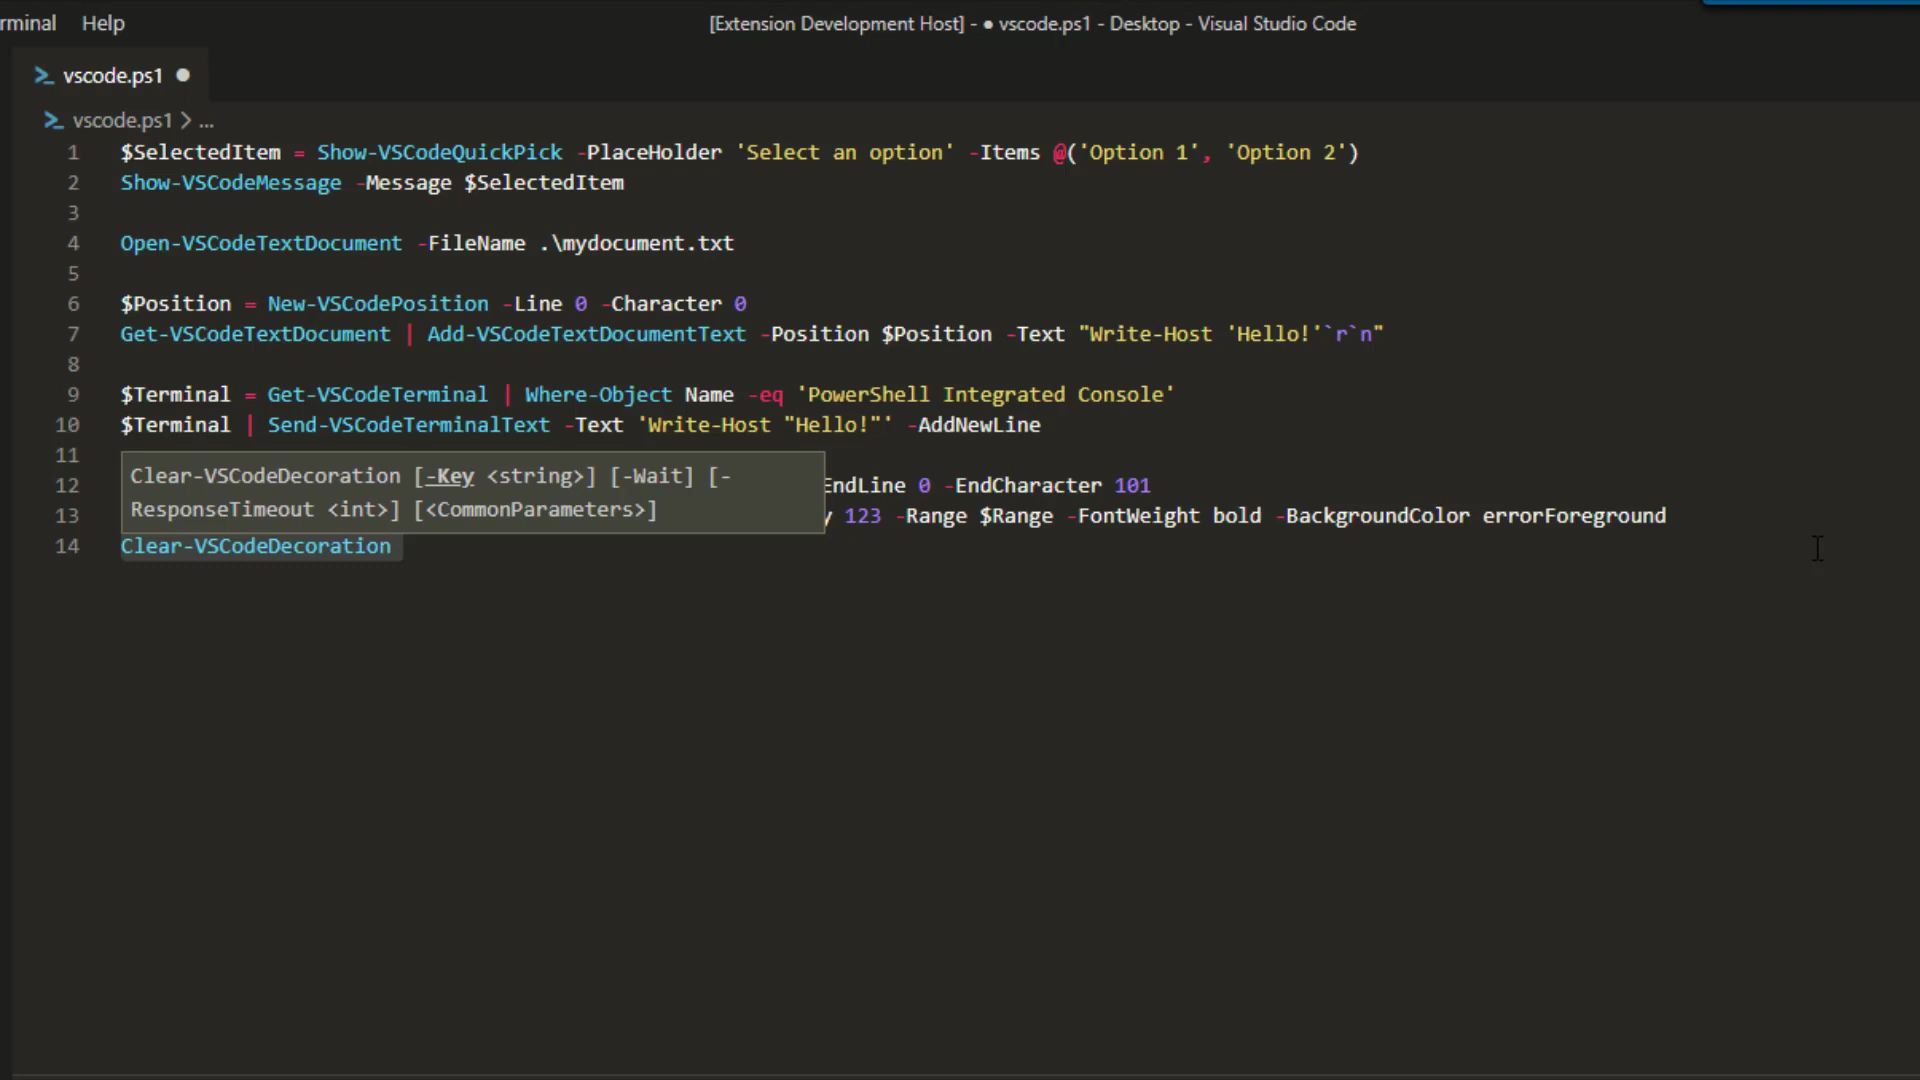 rminal Help [Extension Development Host] - ● vscode.ps1 - Desktop - Visual Studio Code
vscode.ps1 ●
vscode.ps1 > ...
1 $SelectedItem = Show-VSCodeQuickPick -PlaceHolder 'Select an option' -Items @('Option 1', 'Option 2')
2 Show-VSCodeMessage -Message $SelectedItem
3
4 Open-VSCodeTextDocument -FileName .\mydocument.txt
5
6 $Position = New-VSCodePosition -Line 0 -Character 0
7 Get-VSCodeTextDocument | Add-VSCodeTextDocumentText -Position $Position -Text "Write-Host 'Hello!'`r`n"
8
9 $Terminal = Get-VSCodeTerminal | Where-Object Name -eq 'PowerShell Integrated Console'
10 $Terminal | Send-VSCodeTerminalText -Text 'Write-Host "Hello!"' -AddNewLine
11
Clear-VSCodeDecoration [-Key <string>] [-Wait] [-
ResponseTimeout <int>] [<CommonParameters>]
12 EndLine 0 -EndCharacter 101
13 y 123 -Range $Range -FontWeight bold -BackgroundColor errorForeground
14 Clear-VSCodeDecoration